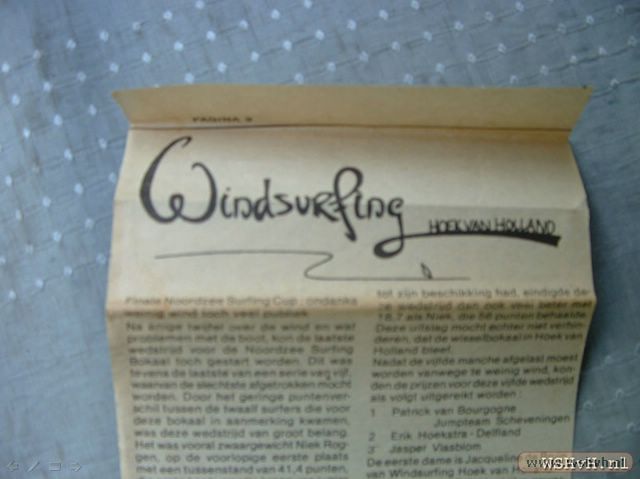 PAGINA 9
Windsurfing
HOEK VAN HOLLAND
Finale Noordzee Surfing Cup, ondanks
weinig wind toch veel publiek
Na enige twijfel over de wind en wat
problemen met de boot, kon de laatste
wedstrijd voor de Noordzee Surfing
Bokaal toch gestart worden. Dit was
tevens de laatste van een serie van vijf,
waarvan de slechtste afgetrokken mocht
worden. Door het geringe puntenver-
schil tussen de twaalf surfers die voor
deze bokaal in aanmerking kwamen,
was deze wedstrijd van groot belang.
Het was vooral zwaargewicht Niek Rog-
gen, op de voorlopige eerste plaats
met een tussenstand van 41,4 punten,
tot zijn beschikking had, eindigde de-
ze wedstrijd dan ook veel beter met
18,7 als Niek, die 56 punten behaalde.
Deze uitslag mocht echter niet verhin-
deren, dat de wisselbokaal in Hoek van
Holland bleef.
Nadat de vijfde manche afgelast moest
worden vanwege te weinig wind, kon-
den de prijzen voor deze vijfde wedstrijd
als volgt uitgereikt worden:
1 Patrick van Bourgogne
Jumpteam Scheveningen
2 Erik Hoekstra - Delfland
3 Jasper Vlasblom
De eerste dame is Jacqueline
van Windsurfing Hoek van
WSHvH.nl